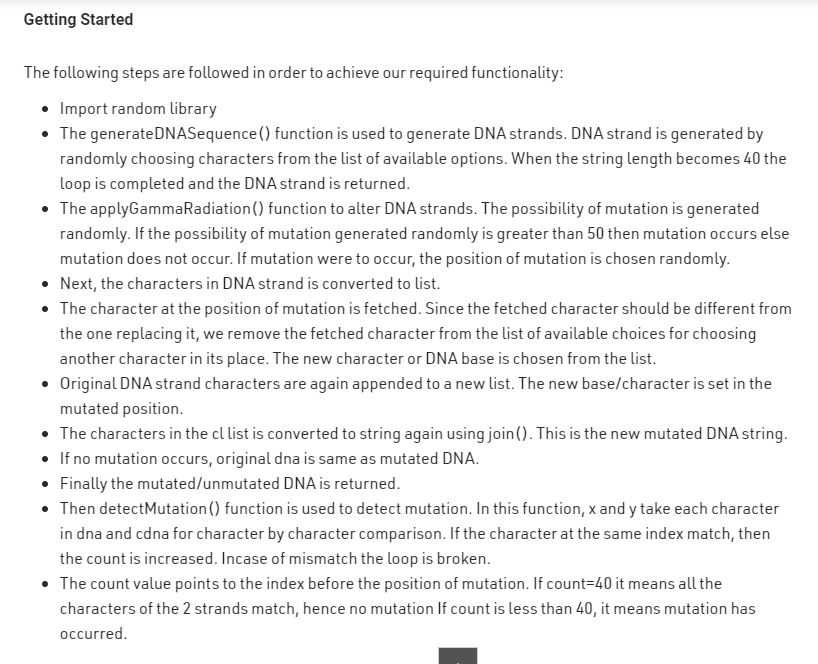 Getting Started
The following steps are followed in order to achieve our required functionality:
• Import random library
• The generateDNASequence() function is used to generate DNA strands. DNA strand is generated by
randomly choosing characters from the list of available options. When the string length becomes 40 the
loop is completed and the DNA strand is returned.
• The applyGammaRadiation() function to alter DNA strands. The possibility of mutation is generated
randomly. If the possibility of mutation generated randomly is greater than 50 then mutation occurs else
mutation does not occur. If mutation were to occur, the position of mutation is chosen randomly.
• Next, the characters in DNA strand is converted to list.
• The character at the position of mutation is fetched. Since the fetched character should be different from
the one replacing it, we remove the fetched character from the list of available choices for choosing
another character in its place. The new character or DNA base is chosen from the list.
• Original DNA strand characters are again appended to a new list. The new base/character is set in the
mutated position.
• The characters in the cl list is converted to string again using join(). This is the new mutated DNA string.
• If no mutation occurs, original dna is same as mutated DNA.
• Finally the mutated/unmutated DNA is returned.
• Then detectMutation() function is used to detect mutation. In this function, x and y take each character
in dna and cdna for character by character comparison. If the character at the same index match, then
the count is increased. Incase of mismatch the loop is broken.
• The count value points to the index before the position of mutation. If count=40 it means all the
characters of the 2 strands match, hence no mutation If count is less than 40, it means mutation has
occurred.